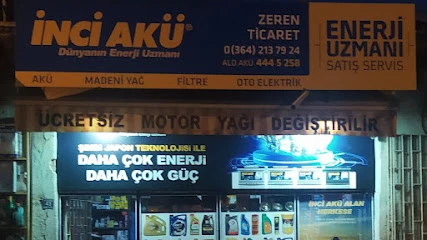 İNCİ AKÜ®
Dünyanın Enerji Uzmanı
ZEREN
TİCARET
0(364) 213 79 24
ALO AKÜ 444 5 258
ENERJİ
UZMANI
SATIŞ SERVİS
AKÜ MADENİ YAĞ FİLTRE OTO ELEKTRİK
ÜCRETSİZ MOTOR YAĞI DEĞİŞTİRİLİR
JAPON TEKNOLOJİSİ İLE
DAHA ÇOK ENERJİ
DAHA ÇOK GÜÇ
İNCİ AKÜ ALAN
HERKESE